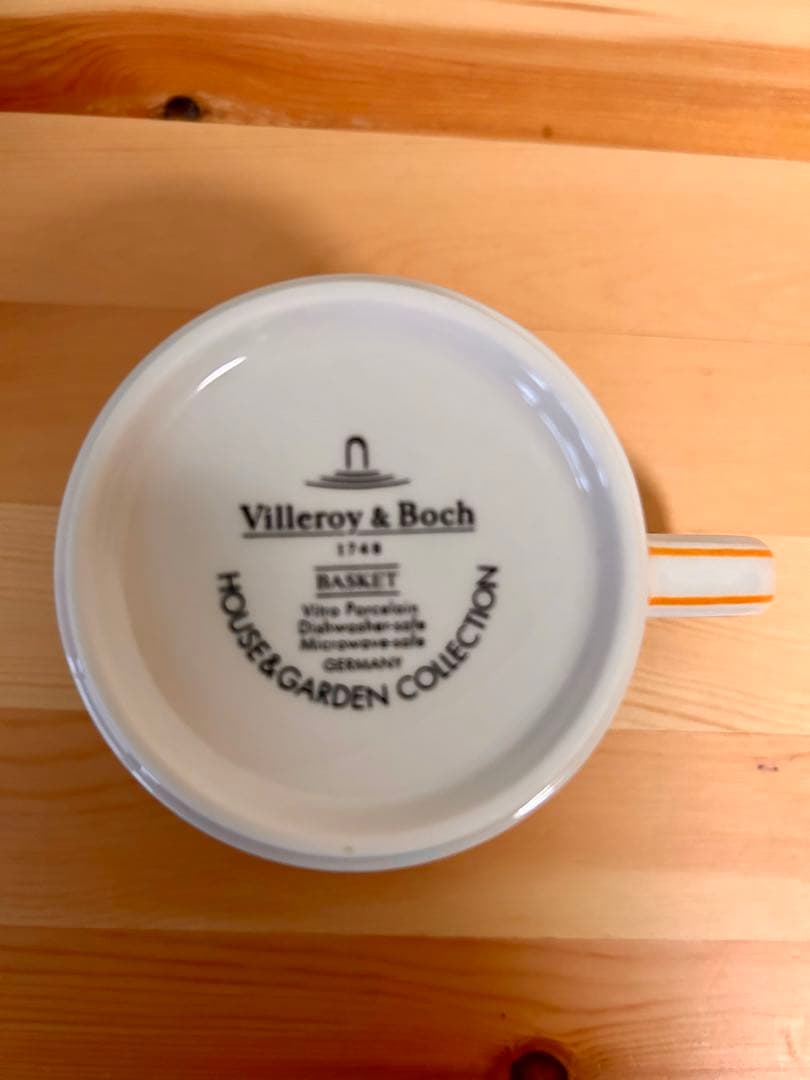 Villeroy & Boch
1748
BASKET
Vitro Porcelain
Dishwasher-safe
Microwave-safe
GERMANY
HOUSE&GARDEN COLLECTION